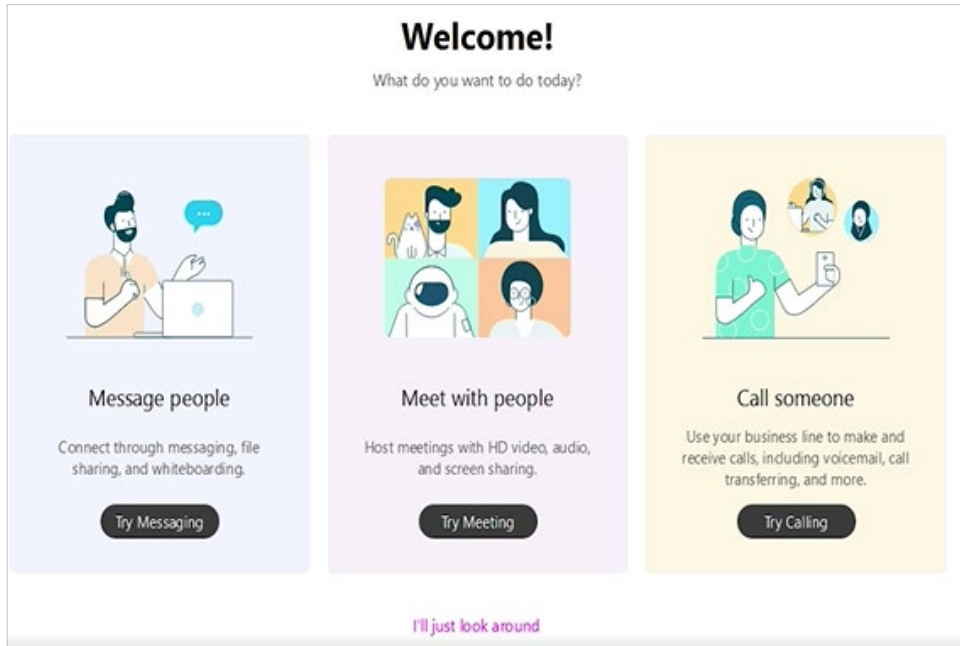 Welcome!
What do you want to do today?
Message people
Connect through messaging, file
sharing, and whiteboarding.
Try Messaging
Meet with people
Host meetings with HD video, audio,
and screen sharing.
Try Meeting
Call someone
Use your business line to make and
receive calls, including voicemail, call
transferring, and more.
Try Calling
I'll just look around